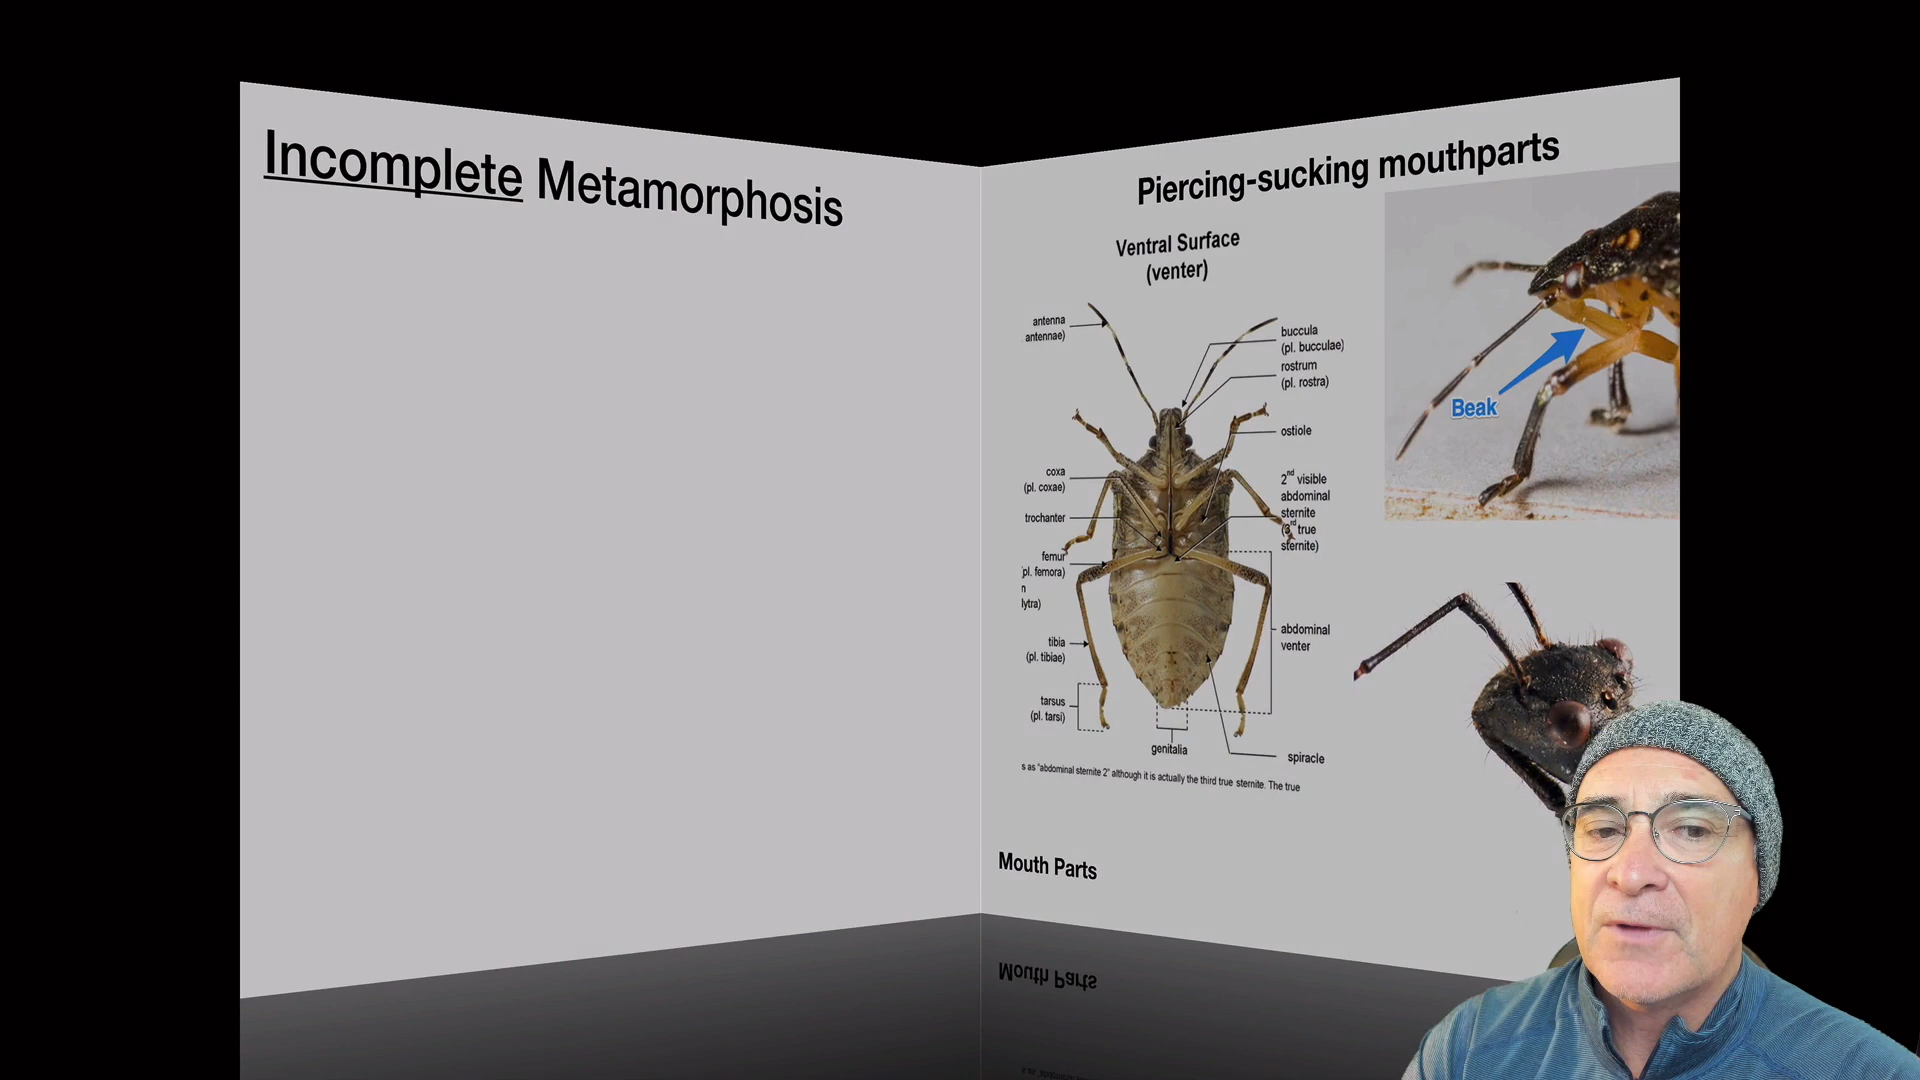 Incomplete Metamorphosis
Piercing-sucking mouthparts
Ventral Surface
(venter)
antenna
antennae)
buccula
(pl. bucculae)
rostrum
(pl. rostra)
ostiole
Beak
coxa
(pl. coxae)
2nd visible
abdominal
sternite
(3rd true
sternite)
trochanter
femur
pl. femora)
n
lytra)
tibia
(pl. tibiae)
abdominal
venter
tarsus
(pl. tarsi)
genitalia
spiracle
s as "abdominal sternite 2" although it is actually the third true sternite. The true
Mouth Parts
Mouth Parts